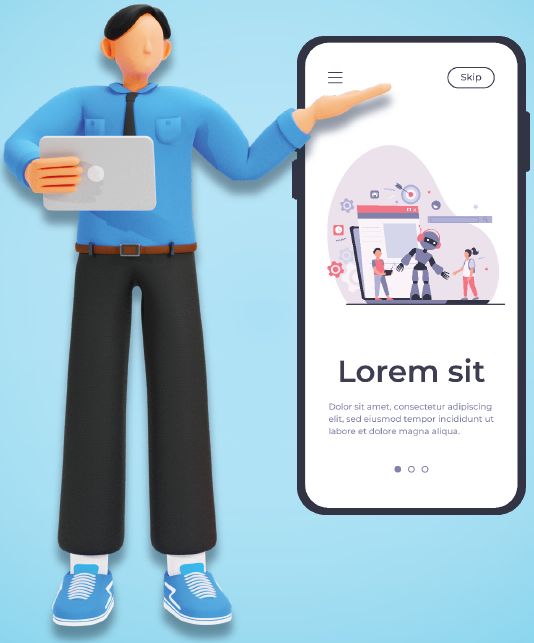 Skip
Lorem sit
Dolor sit amet, consectetur adipiscing
elit, sed eiusmod tempor incididunt ut
labore et dolore magna aliqua.